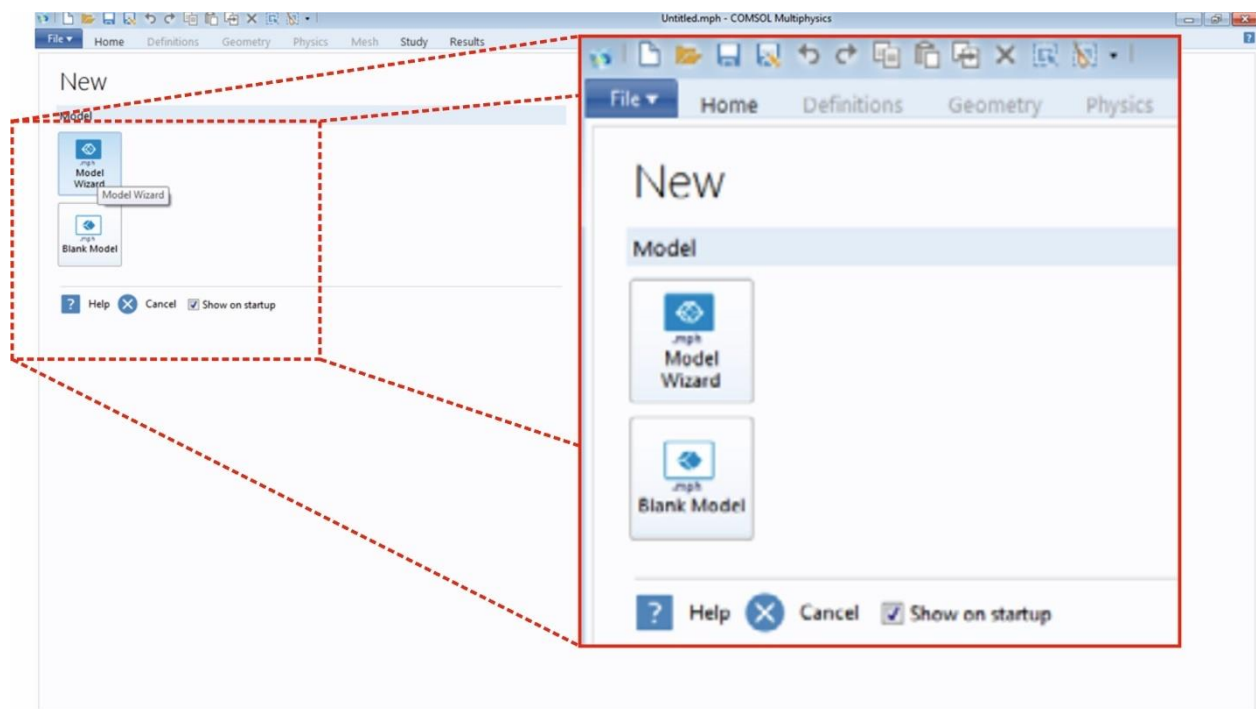 Untitled.mph - COMSOL Multiphysics
File Home Definitions Geometry Physics Mesh Study Results
New
Model
.mph
Model
Wizard
Model Wizard
.mph
Blank Model
? Help Cancel Show on startup
File Home Definitions Geometry Physics
New
Model
.mph
Model
Wizard
.mph
Blank Model
? Help Cancel Show on startup